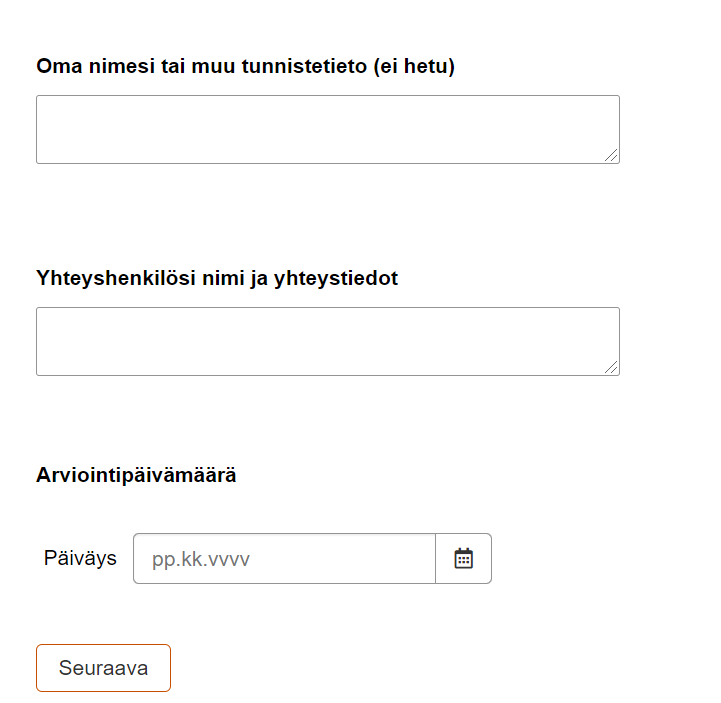 Oma nimesi tai muu tunnistetieto (ei hetu)
Yhteyshenkilösi nimi ja yhteystiedot
Arviointipäivämäärä
Päiväys pp.kk.vvvv
Seuraava